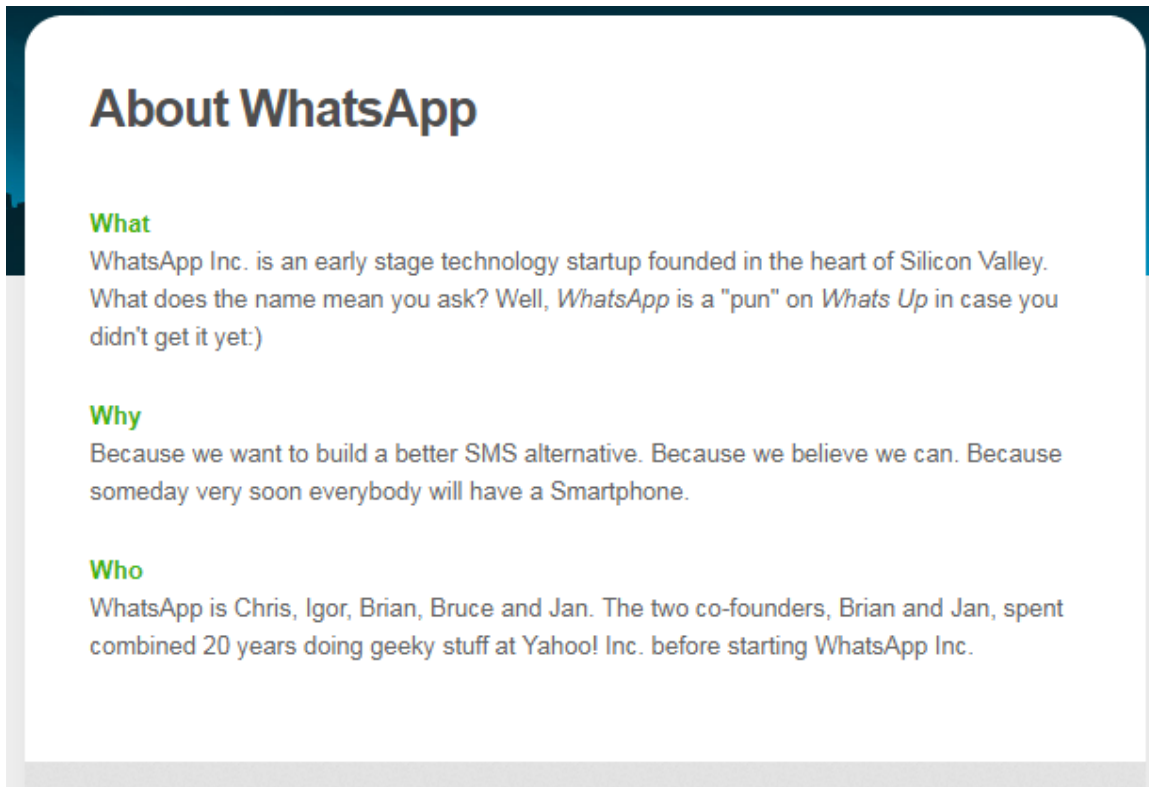 About WhatsApp
What
WhatsApp Inc. is an early stage technology startup founded in the heart of Silicon Valley.
What does the name mean you ask? Well, WhatsApp is a "pun" on Whats Up in case you
didn't get it yet:)
Why
Because we want to build a better SMS alternative. Because we believe we can. Because
someday very soon everybody will have a Smartphone.
Who
WhatsApp is Chris, Igor, Brian, Bruce and Jan. The two co-founders, Brian and Jan, spent
combined 20 years doing geeky stuff at Yahoo! Inc. before starting WhatsApp Inc.